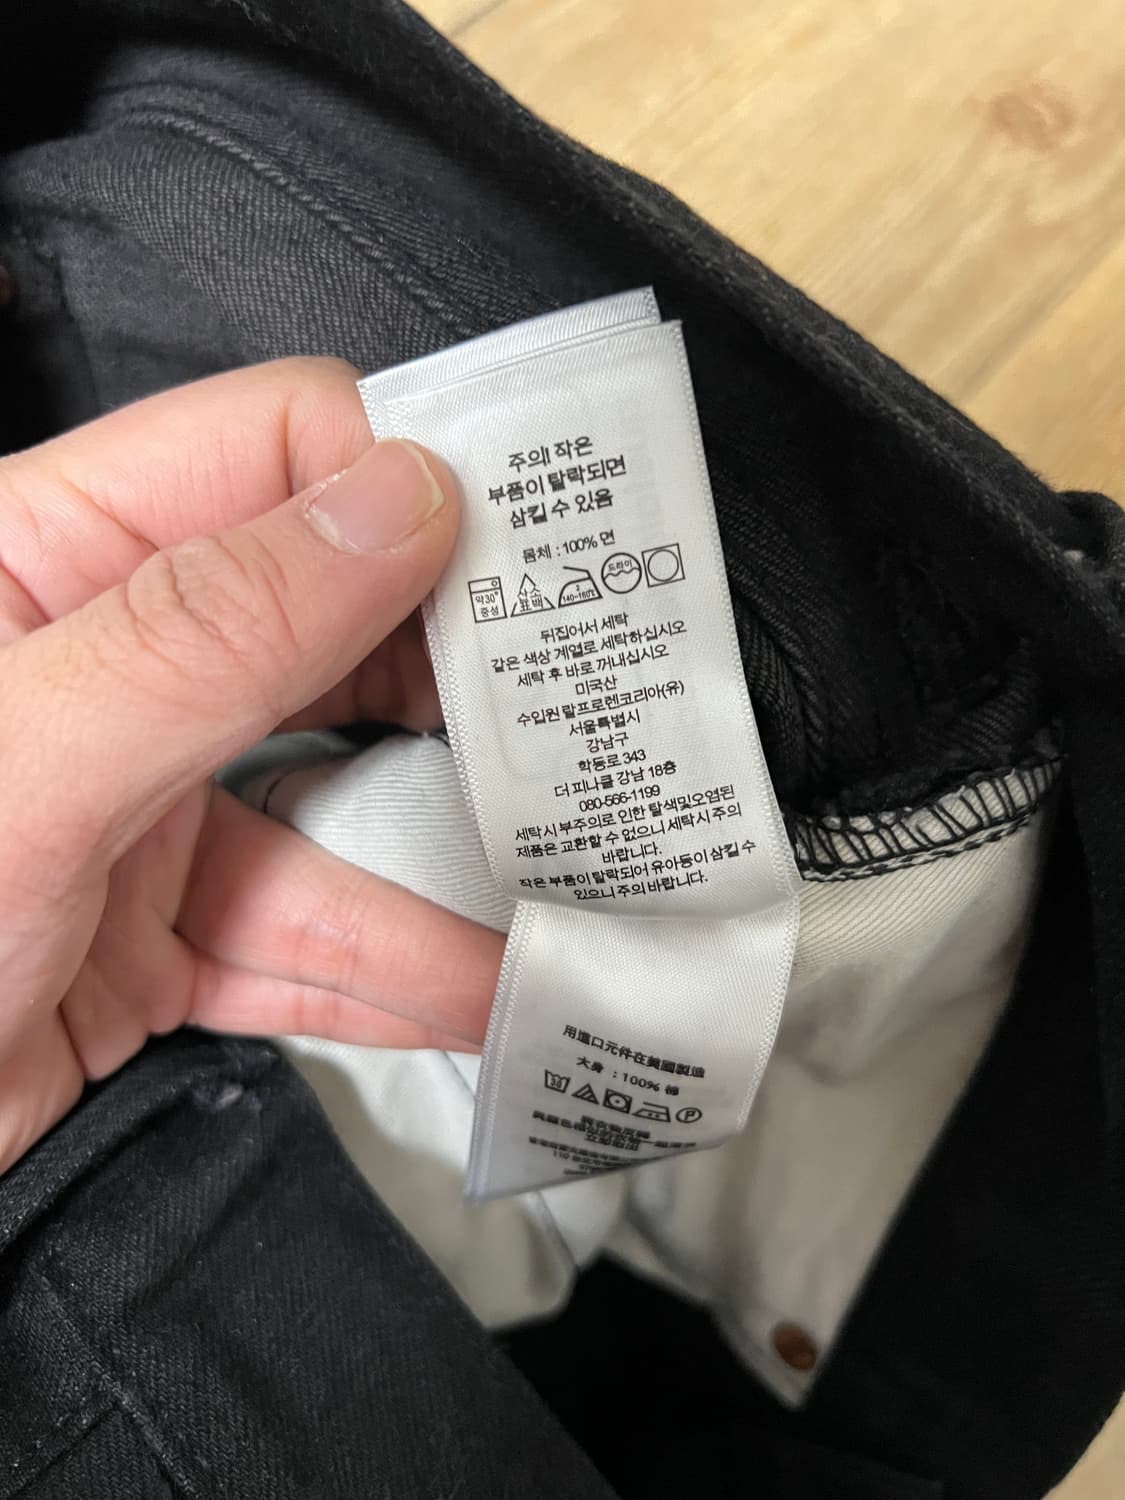 주의! 작은
부품이 탈락되면
삼킬 수 있음
몸체 : 100% 면
약30°
중성
산소
표백
2
140~160℃
드라이
뒤집어서 세탁
같은 색상 계열로 세탁하십시오
세탁 후 바로 꺼내십시오
미국산
수입원 랄프로렌코리아(유)
서울특별시
강남구
학동로 343
더 피나클 강남 18층
080-566-1199
세탁시 부주의로 인한 탈색및오염된
제품은 교환할 수 없으니 세탁시 주의
바랍니다.
작은 부품이 탈락되어 유아등이 삼킬 수
있으니 주의 바랍니다.
用進口元件在美國製造
大身 : 100% 棉
30
P
110